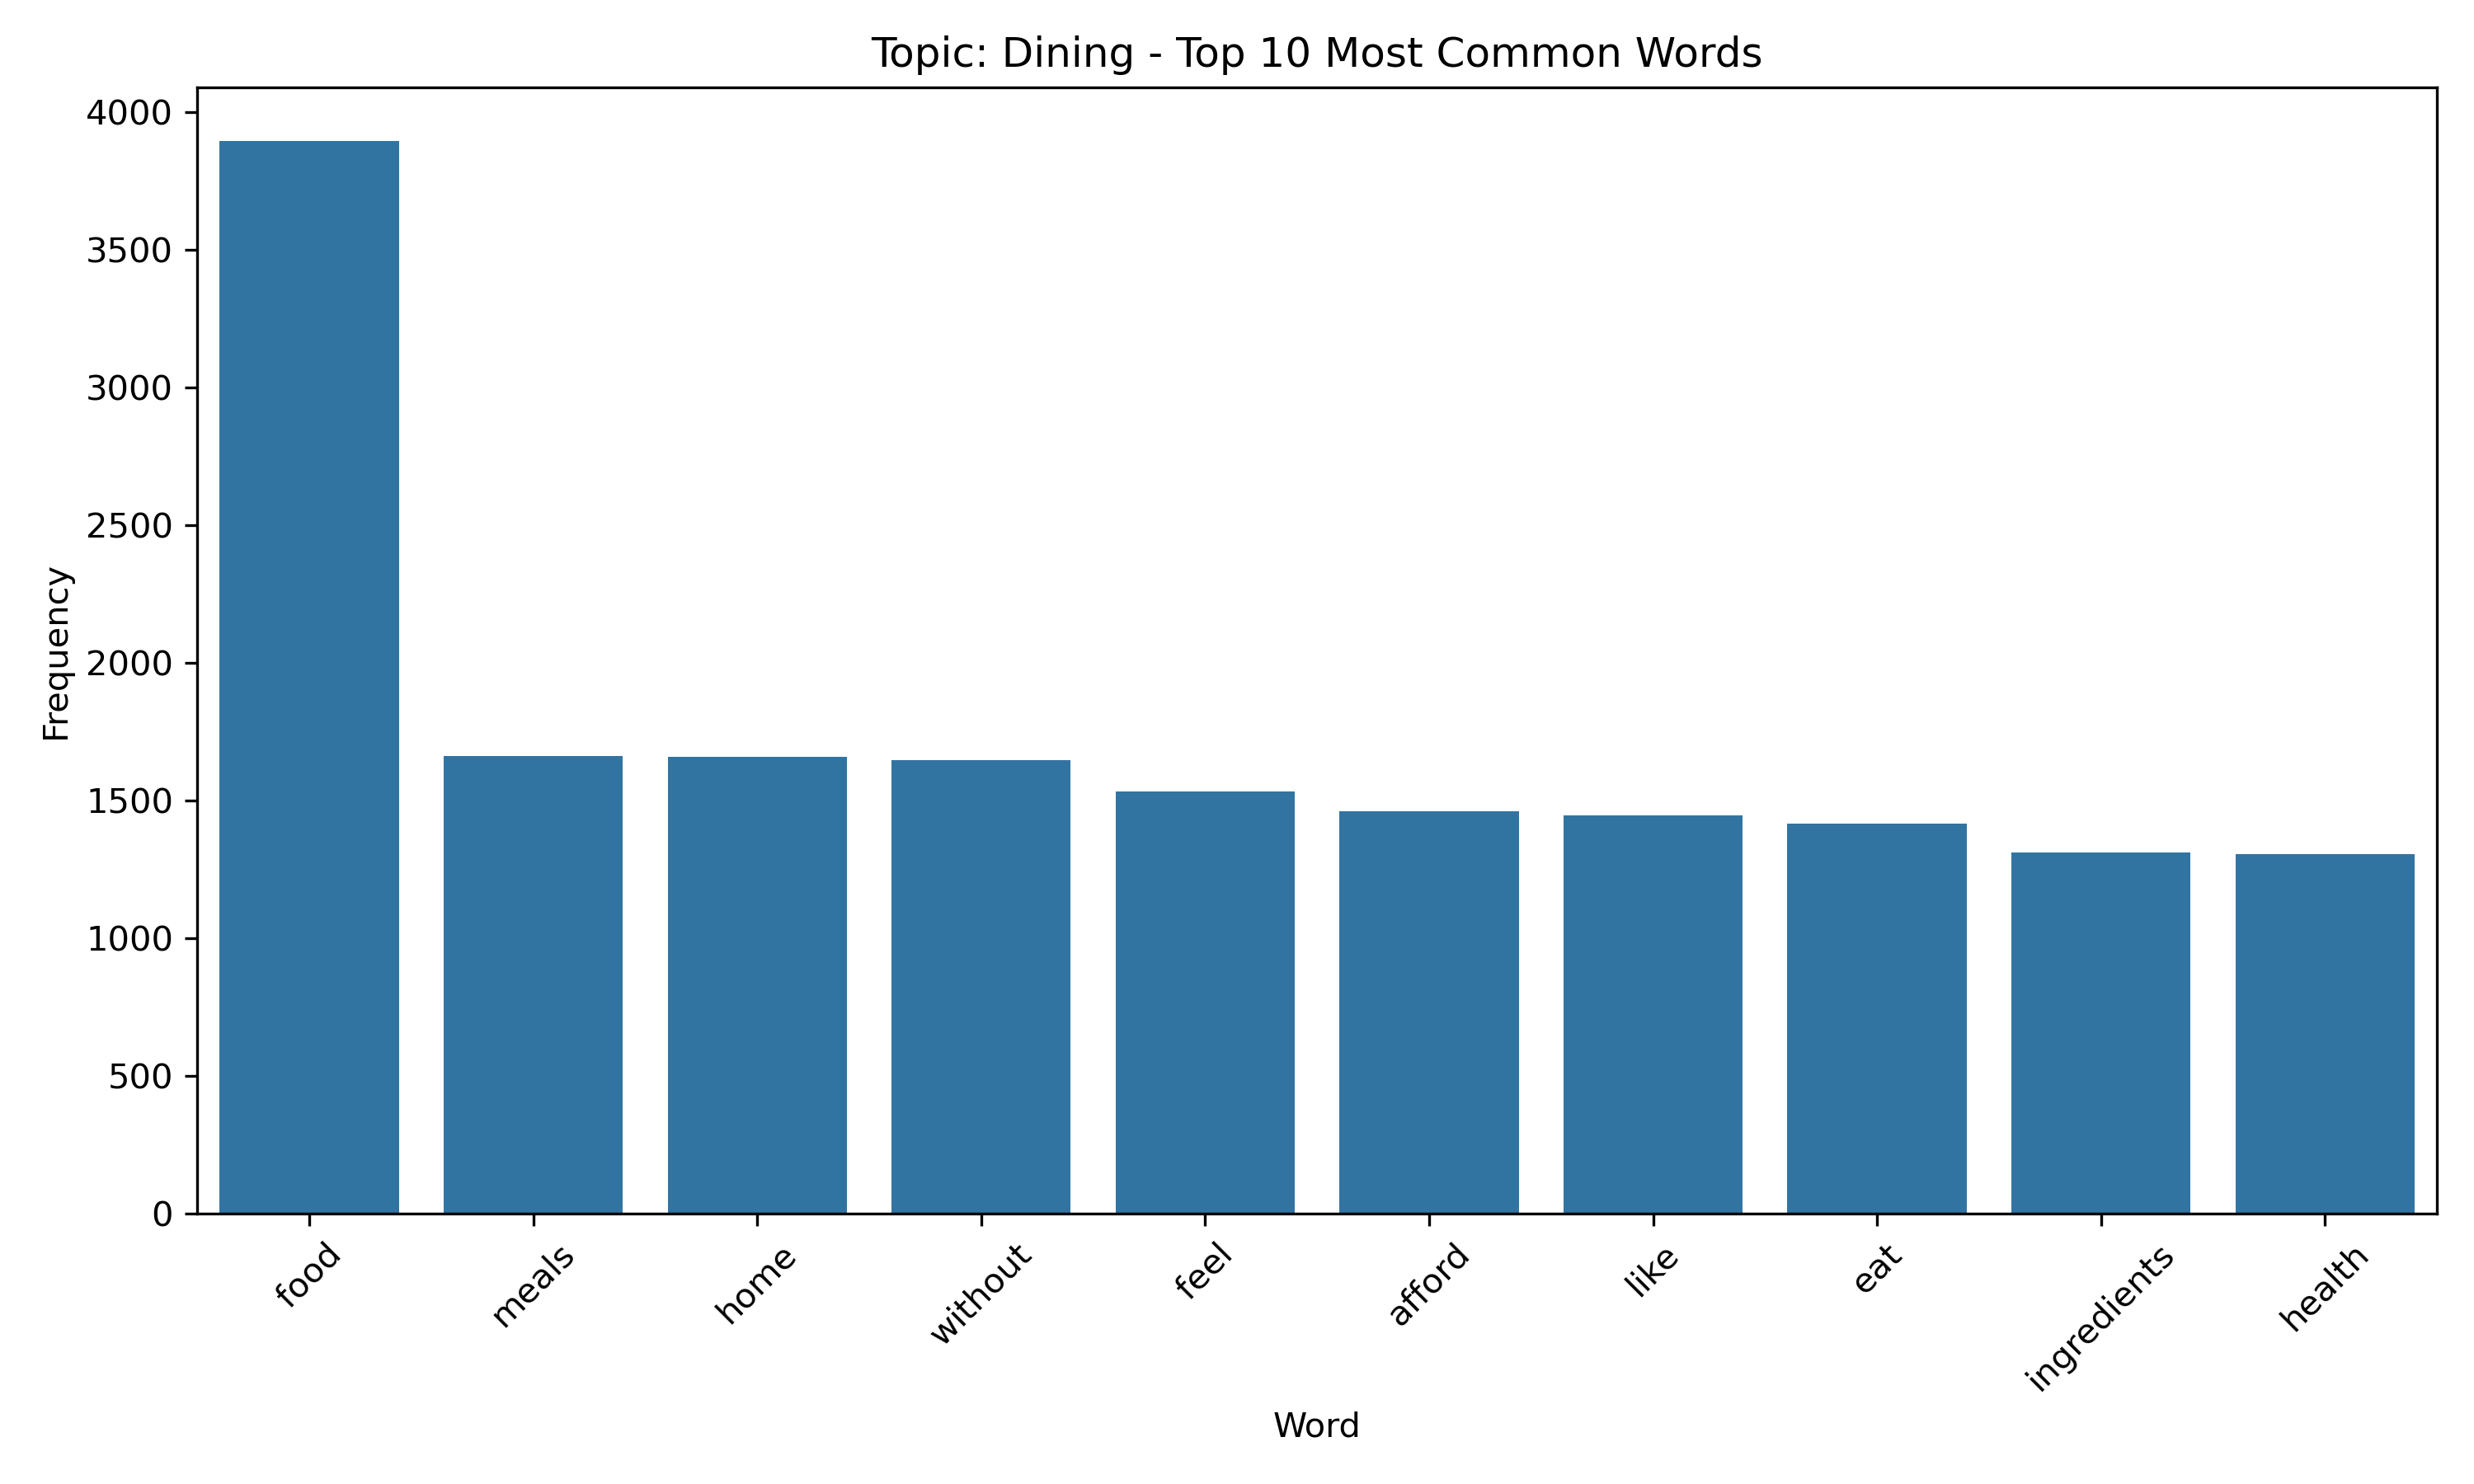 Topic: Dining - Top 10 Most Common Words
Frequency
4000
3500
3000
2500
2000
1500
1000
500
0
food
meals
home
without
feel
afford
like
eat
ingredients
health
Word